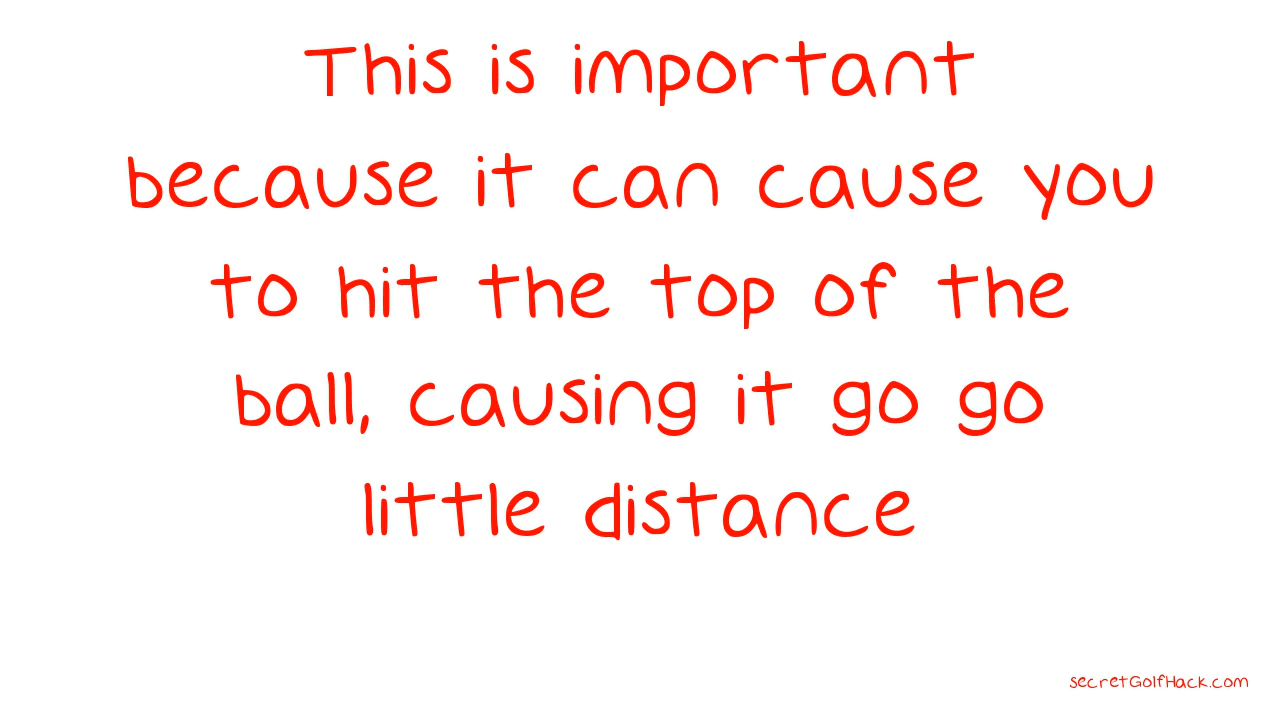 This is important
because it can cause you
to hit the top of the
ball, causing it go go
little distance
secretGolfHack.com